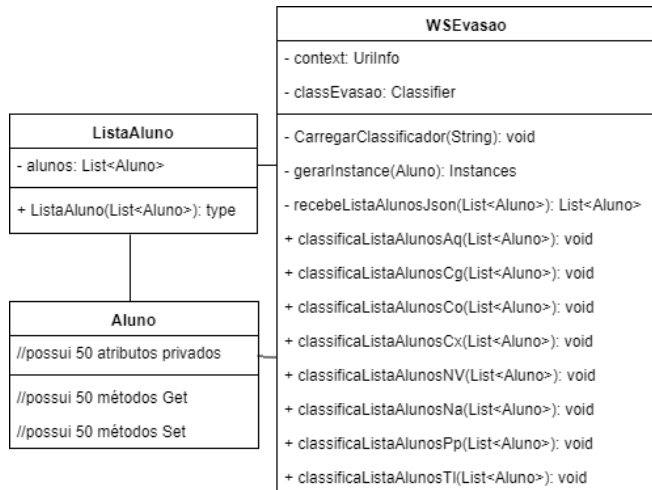 WSEvasao
- context: UriInfo
- classEvasao: Classifier
- CarregarClassificador(String): void
- gerarInstance(Aluno): Instances
- recebeListaAlunosJson(List<Aluno>): List<Aluno>
+ classificaListaAlunosAq(List<Aluno>): void
+ classificaListaAlunosCg(List<Aluno>): void
+ classificaListaAlunosCo(List<Aluno>): void
+ classificaListaAlunosCx(List<Aluno>): void
+ classificaListaAlunosNV(List<Aluno>): void
+ classificaListaAlunosNa(List<Aluno>): void
+ classificaListaAlunosPp(List<Aluno>): void
+ classificaListaAlunosTl(List<Aluno>): void
ListaAluno
- alunos: List<Aluno>
+ ListaAluno(List<Aluno>): type
Aluno
//possui 50 atributos privados
//possui 50 métodos Get
//possui 50 métodos Set